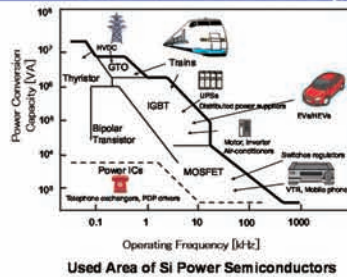 10⁸
10⁷
10⁶
10⁵
10⁴
10³
Power Conversion
Capacity [VA]
HVDC
GTO
Thyristor
Trains
IGBT
UPSs
Distributed power suppliers
EVs/HEVs
Bipolar
Transistor
Motor, Inverter
Air-conditioners
MOSFET
Switches regulators
Power ICs
Telephone exchangers, PDP drivers
VTR, Mobile phone
0.1
1
10
100
1000
Operating Frequency [kHz]
Used Area of Si Power Semiconductors